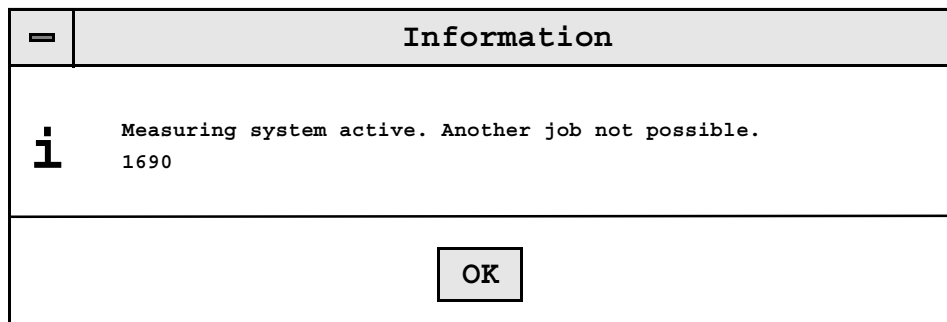 Information
i
Measuring system active. Another job not possible.
1690
OK